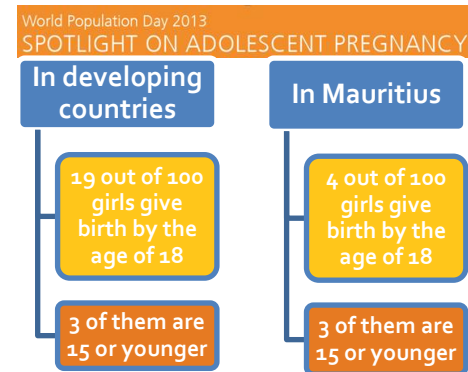 World Population Day 2013
SPOTLIGHT ON ADOLESCENT PREGNANCY
In developing
countries
19 out of 100
girls give
birth by the
age of 18
3 of them are
15 or younger
In Mauritius
4 out of 100
girls give
birth by the
age of 18
3 of them are
15 or younger